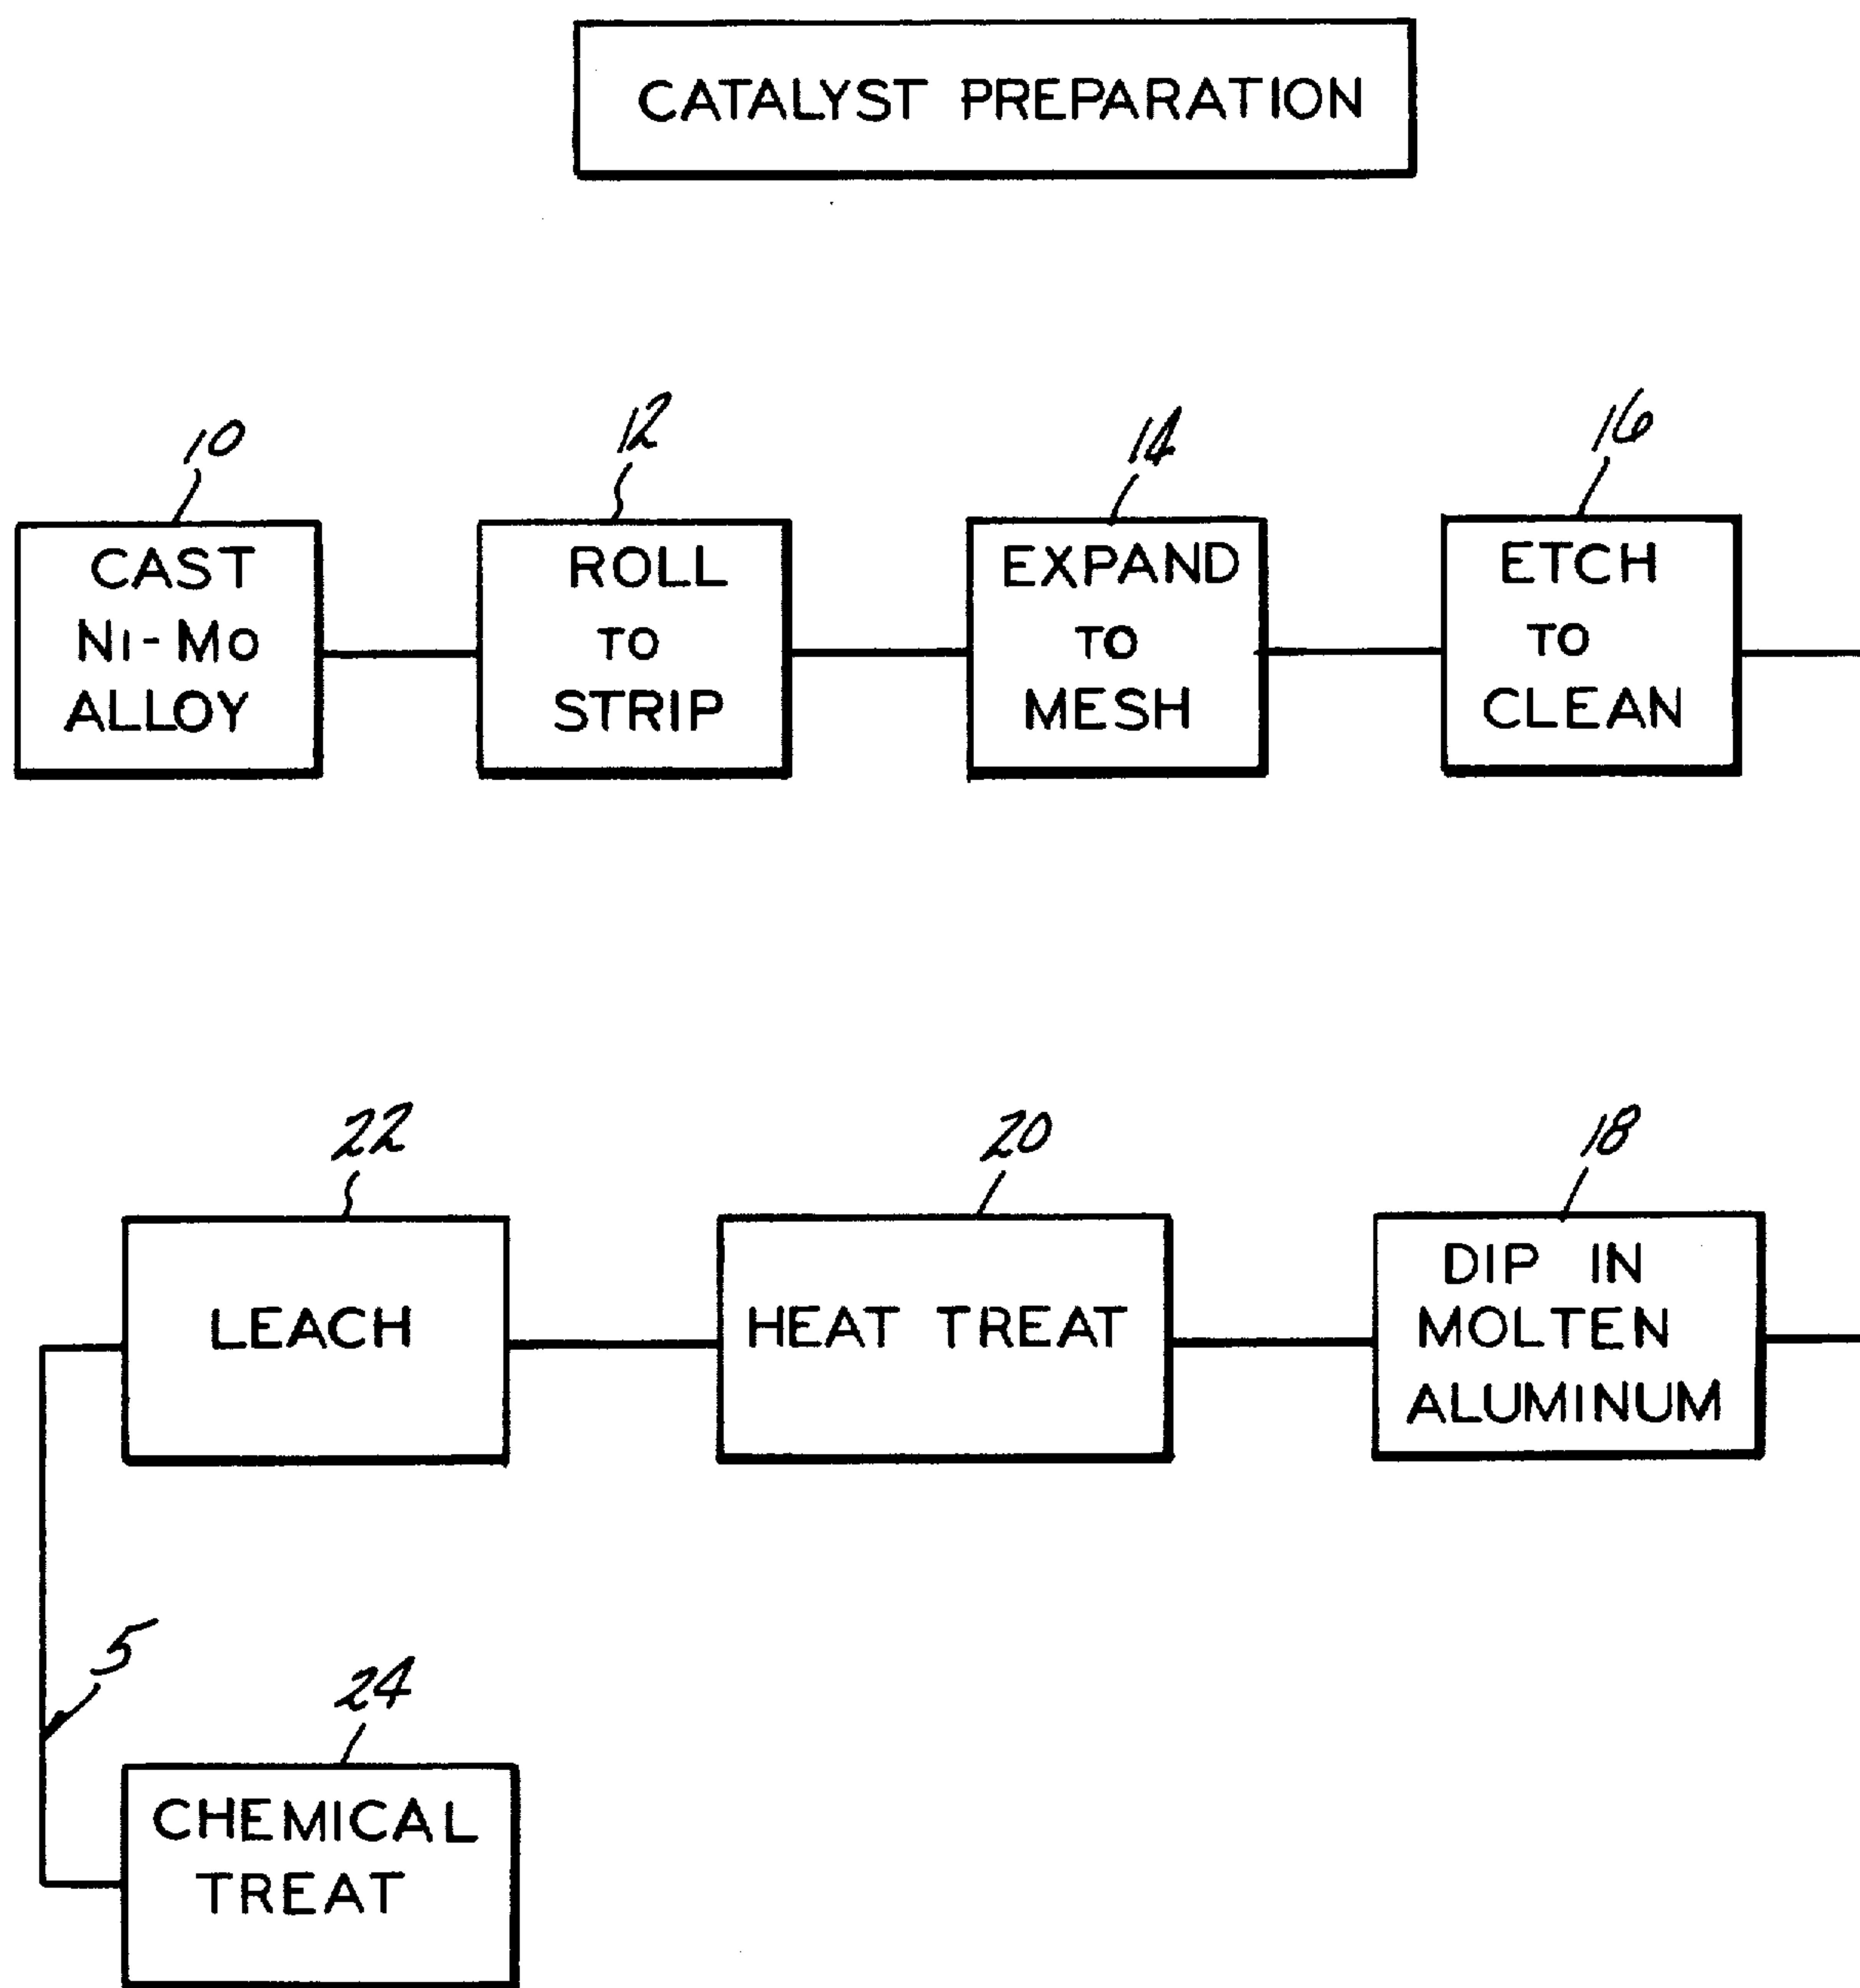 CATALYST PREPARATION
10
CAST
Ni-Mo
ALLOY
12
ROLL
TO
STRIP
14
EXPAND
TO
MESH
16
ETCH
TO
CLEAN
22
LEACH
20
HEAT TREAT
18
DIP IN
MOLTEN
ALUMINUM
5
24
CHEMICAL
TREAT